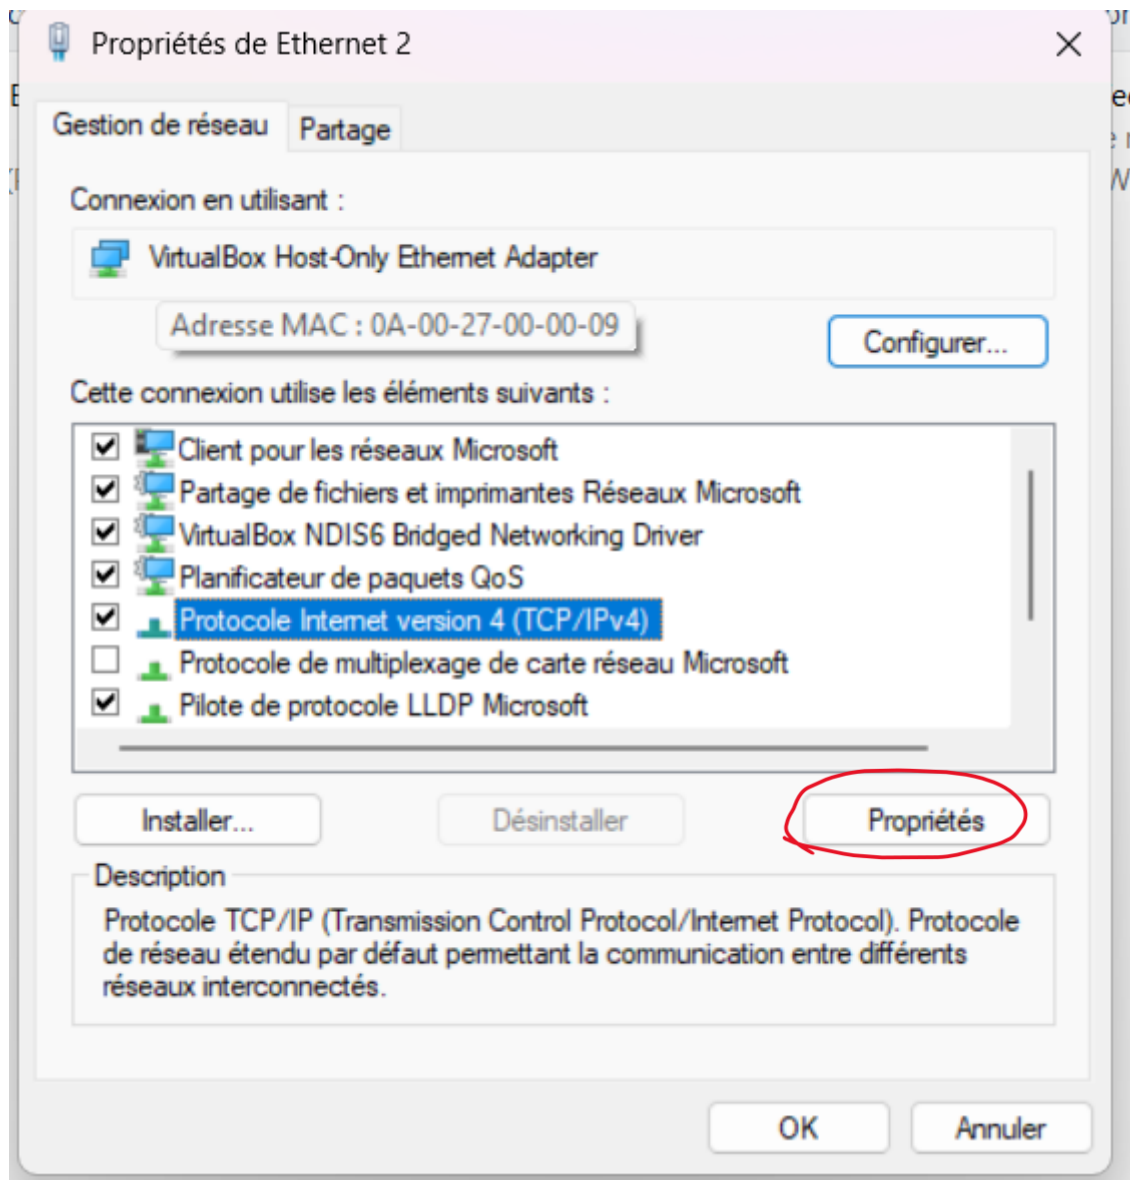 Propriétés de Ethernet 2
Gestion de réseau
Partage
Connexion en utilisant :
VirtualBox Host-Only Ethernet Adapter
Adresse MAC : 0A-00-27-00-00-09
Configurer...
Cette connexion utilise les éléments suivants :
Client pour les réseaux Microsoft
Partage de fichiers et imprimantes Réseaux Microsoft
VirtualBox NDIS6 Bridged Networking Driver
Planificateur de paquets QoS
Protocole Internet version 4 (TCP/IPv4)
Protocole de multiplexage de carte réseau Microsoft
Pilote de protocole LLDP Microsoft
Installer...
Désinstaller
Propriétés
Description
Protocole TCP/IP (Transmission Control Protocol/Internet Protocol). Protocole
de réseau étendu par défaut permettant la communication entre différents
réseaux interconnectés.
OK
Annuler